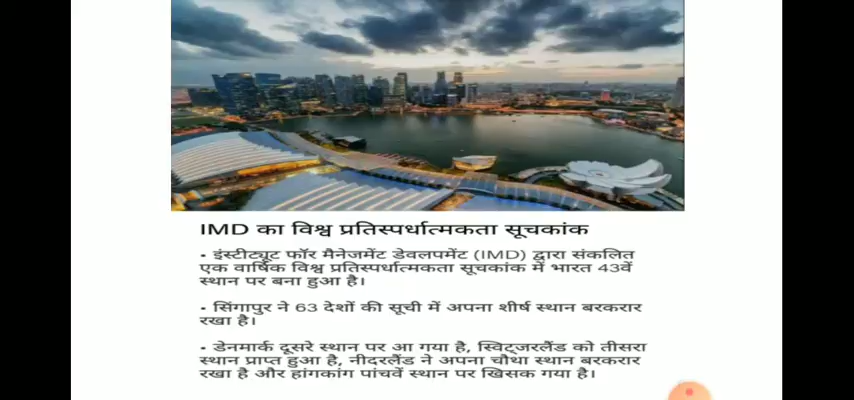 IMD का विश्व प्रतिस्पर्धात्मकता सूचकांक
• इंस्टीट्यूट फॉर मैनेजमेंट डेवलपमेंट (IMD) द्वारा संकलित
एक वार्षिक विश्व प्रतिस्पर्धात्मकता सूचकांक में भारत 43वें
स्थान पर बना हुआ है।
• सिंगापुर ने 63 देशों की सूची में अपना शीर्ष स्थान बरकरार
रखा है।
• डेनमार्क दूसरे स्थान पर आ गया है, स्विट्जरलैंड को तीसरा
स्थान प्राप्त हुआ है, नीदरलैंड ने अपना चौथा स्थान बरकरार
रखा है और हांगकांग पांचवें स्थान पर खिसक गया है।